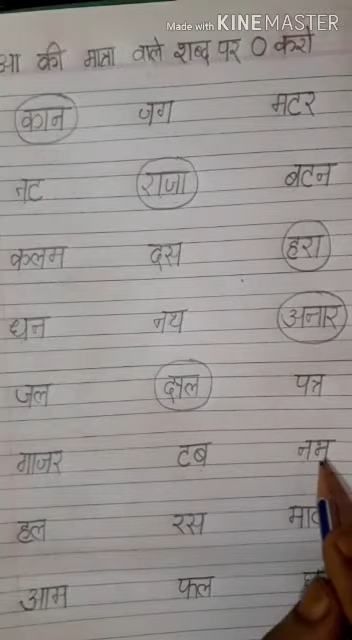 Made with KINEMASTER
आ की मात्रा वाले शब्द पर O करो
कान जग मटर
नट राजा बटन
कलम दस हरा
धन नय अनार
जल दाल पत्र
गाजर टब नभ
हल रस
आम फल